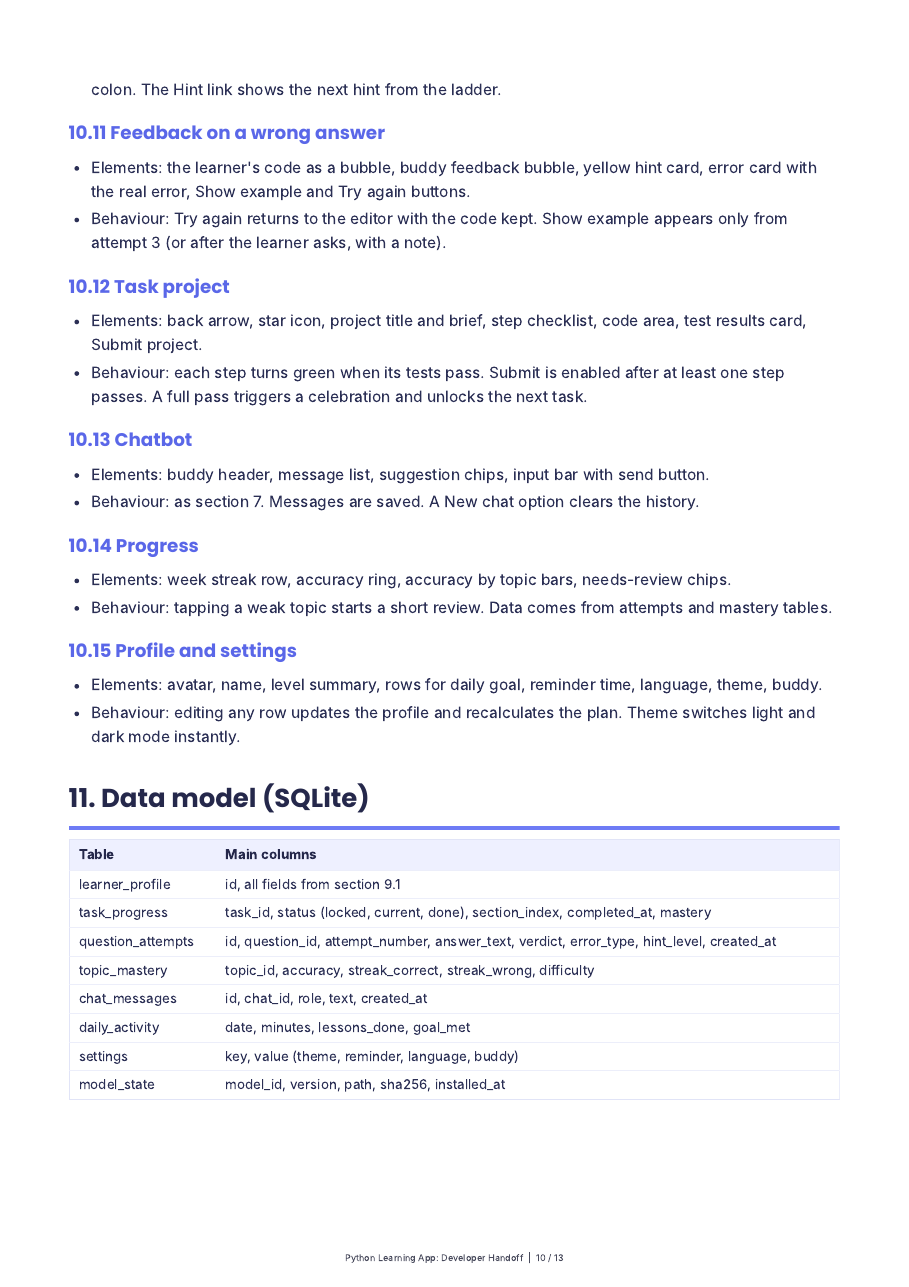 colon. The Hint link shows the next hint from the ladder.
10.11 Feedback on a wrong answer
• Elements: the learner's code as a bubble, buddy feedback bubble, yellow hint card, error card with
the real error, Show example and Try again buttons.
• Behaviour: Try again returns to the editor with the code kept. Show example appears only from
attempt 3 (or after the learner asks, with a note).
10.12 Task project
• Elements: back arrow, star icon, project title and brief, step checklist, code area, test results card,
Submit project.
• Behaviour: each step turns green when its tests pass. Submit is enabled after at least one step
passes. A full pass triggers a celebration and unlocks the next task.
10.13 Chatbot
• Elements: buddy header, message list, suggestion chips, input bar with send button.
• Behaviour: as section 7. Messages are saved. A New chat option clears the history.
10.14 Progress
• Elements: week streak row, accuracy ring, accuracy by topic bars, needs-review chips.
• Behaviour: tapping a weak topic starts a short review. Data comes from attempts and mastery tables.
10.15 Profile and settings
• Elements: avatar, name, level summary, rows for daily goal, reminder time, language, theme, buddy.
• Behaviour: editing any row updates the profile and recalculates the plan. Theme switches light and
dark mode instantly.
11. Data model (SQLite)
Table Main columns
learner_profile id, all fields from section 9.1
task_progress task_id, status (locked, current, done), section_index, completed_at, mastery
question_attempts id, question_id, attempt_number, answer_text, verdict, error_type, hint_level, created_at
topic_mastery topic_id, accuracy, streak_correct, streak_wrong, difficulty
chat_messages id, chat_id, role, text, created_at
daily_activity date, minutes, lessons_done, goal_met
settings key, value (theme, reminder, language, buddy)
model_state model_id, version, path, sha256, installed_at
Python Learning App: Developer Handoff | 10 / 13